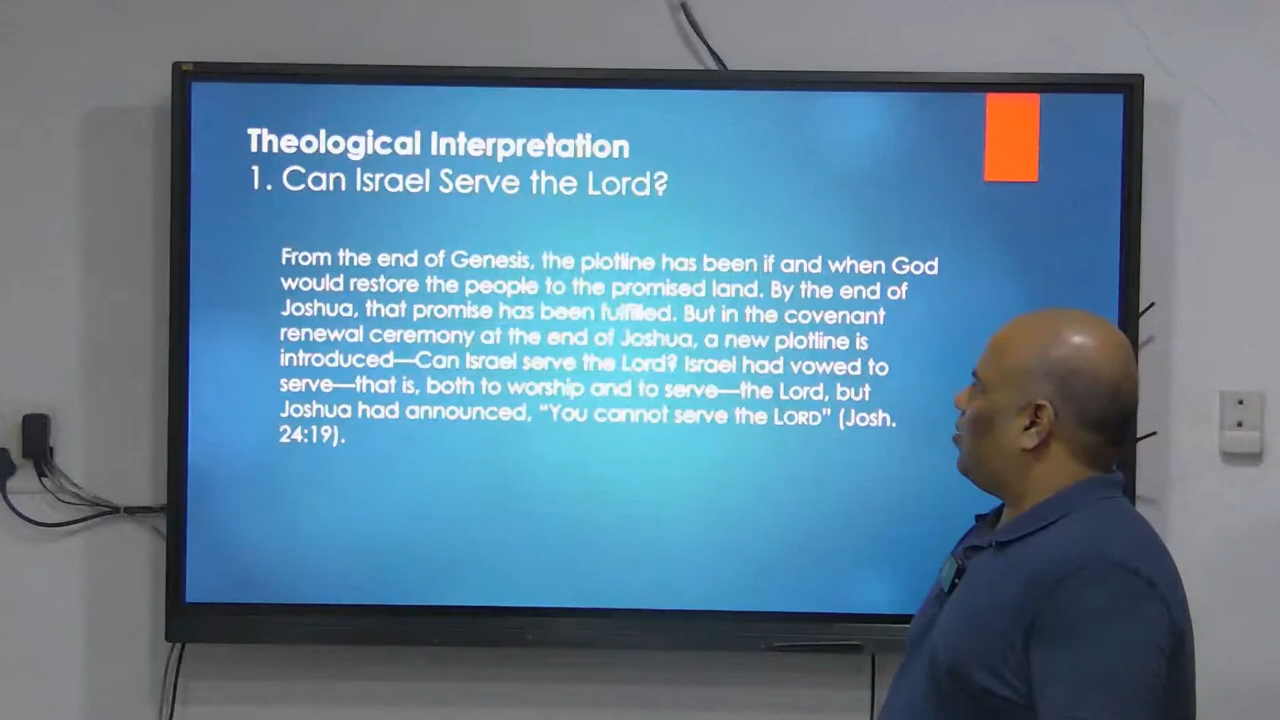 Theological Interpretation
1. Can Israel Serve the Lord?
From the end of Genesis, the plotline has been if and when God
would restore the people to the promised land. By the end of
Joshua, that promise has been fulfilled. But in the covenant
renewal ceremony at the end of Joshua, a new plotline is
introduced—Can Israel serve the Lord? Israel had vowed to
serve—that is, both to worship and to serve—the Lord, but
Joshua had announced, “You cannot serve the LORD” (Josh.
24:19).